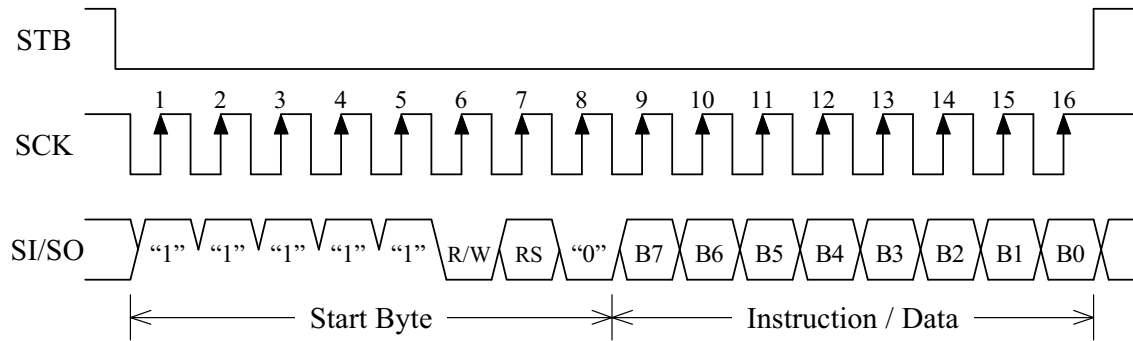 STB
1 2 3 4 5 6 7 8 9 10 11 12 13 14 15 16
SCK
SI/SO “1” “1” “1” “1” “1” R/W RS “0” B7 B6 B5 B4 B3 B2 B1 B0
Start Byte Instruction / Data